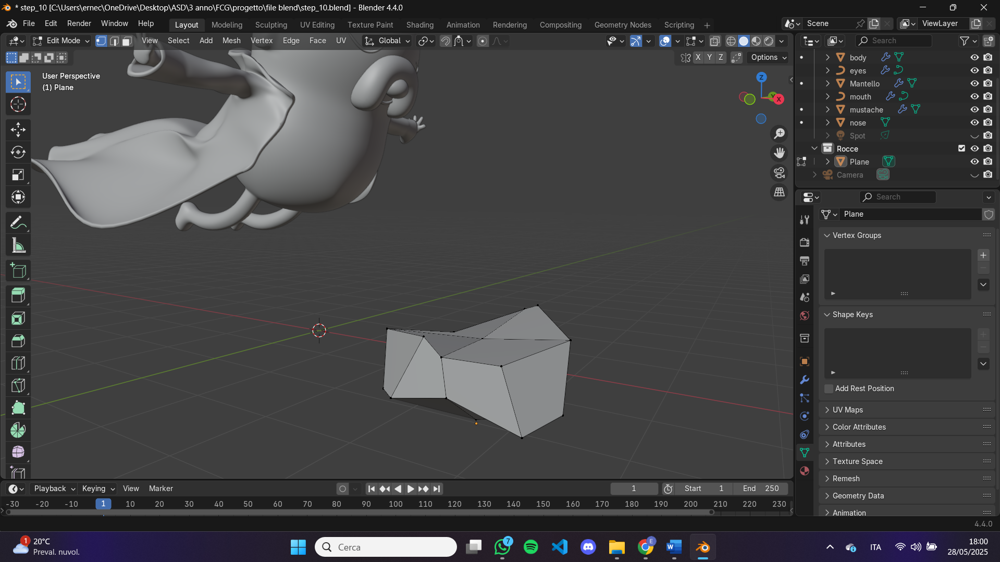 * step_10 [C:\Users\ernec\OneDrive\Desktop\ASD\3 anno\FCG\progetto\file blend\step_10.blend] - Blender 4.4.0
File Edit Render Window Help
Layout Modeling Sculpting UV Editing Texture Paint Shading Animation Rendering Compositing Geometry Nodes Scripting +
Scene
ViewLayer
Edit Mode View Select Add Mesh Vertex Edge Face UV Global
Search
X Y Z Options
User Perspective
(1) Plane
Z
Y
X
body
eyes
Mantello
mouth
mustache
nose
Spot
Rocce
Plane
Camera
Search
Plane
Vertex Groups
Shape Keys
Add Rest Position
UV Maps
Color Attributes
Attributes
Texture Space
Remesh
Geometry Data
Animation
Playback Keying View Marker
1 Start 1 End 250
-30 -20 -10 1 10 20 30 40 50 60 70 80 90 100 110 120 130 140 150 160 170 180 190 200 210 220 230
4.4.0
1
20°C
Preval. nuvol.
Cerca
7
E
W
ITA
18:00
28/05/2025